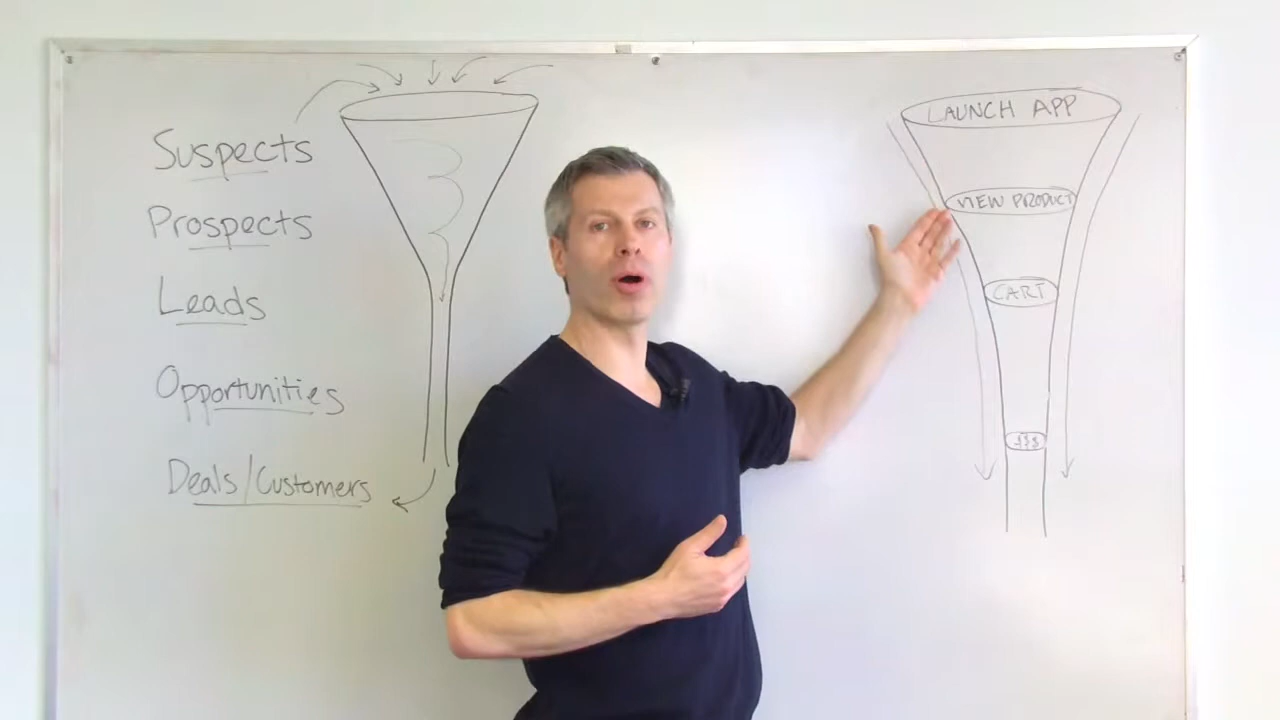 Suspects
Prospects
Leads
Opportunities
Deals/Customers
LAUNCH APP
VIEW PRODUCT
CART
$$$